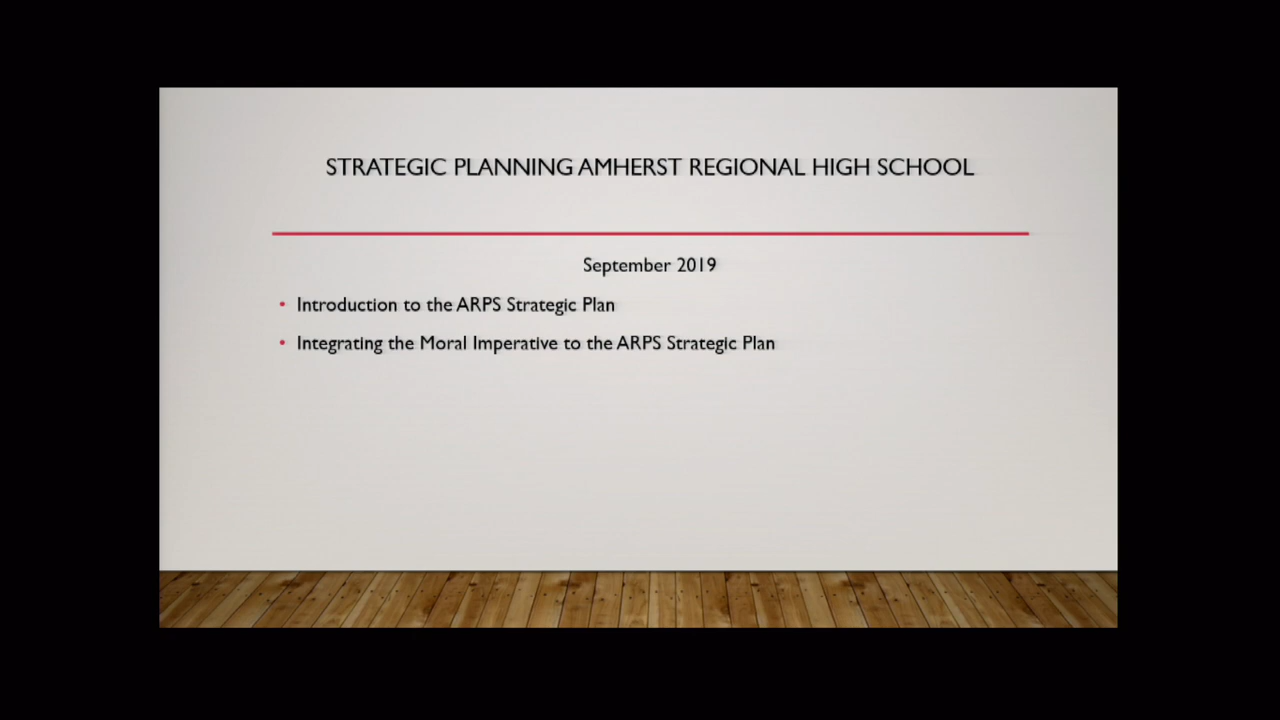 STRATEGIC PLANNING AMHERST REGIONAL HIGH SCHOOL
September 2019
• Introduction to the ARPS Strategic Plan
• Integrating the Moral Imperative to the ARPS Strategic Plan